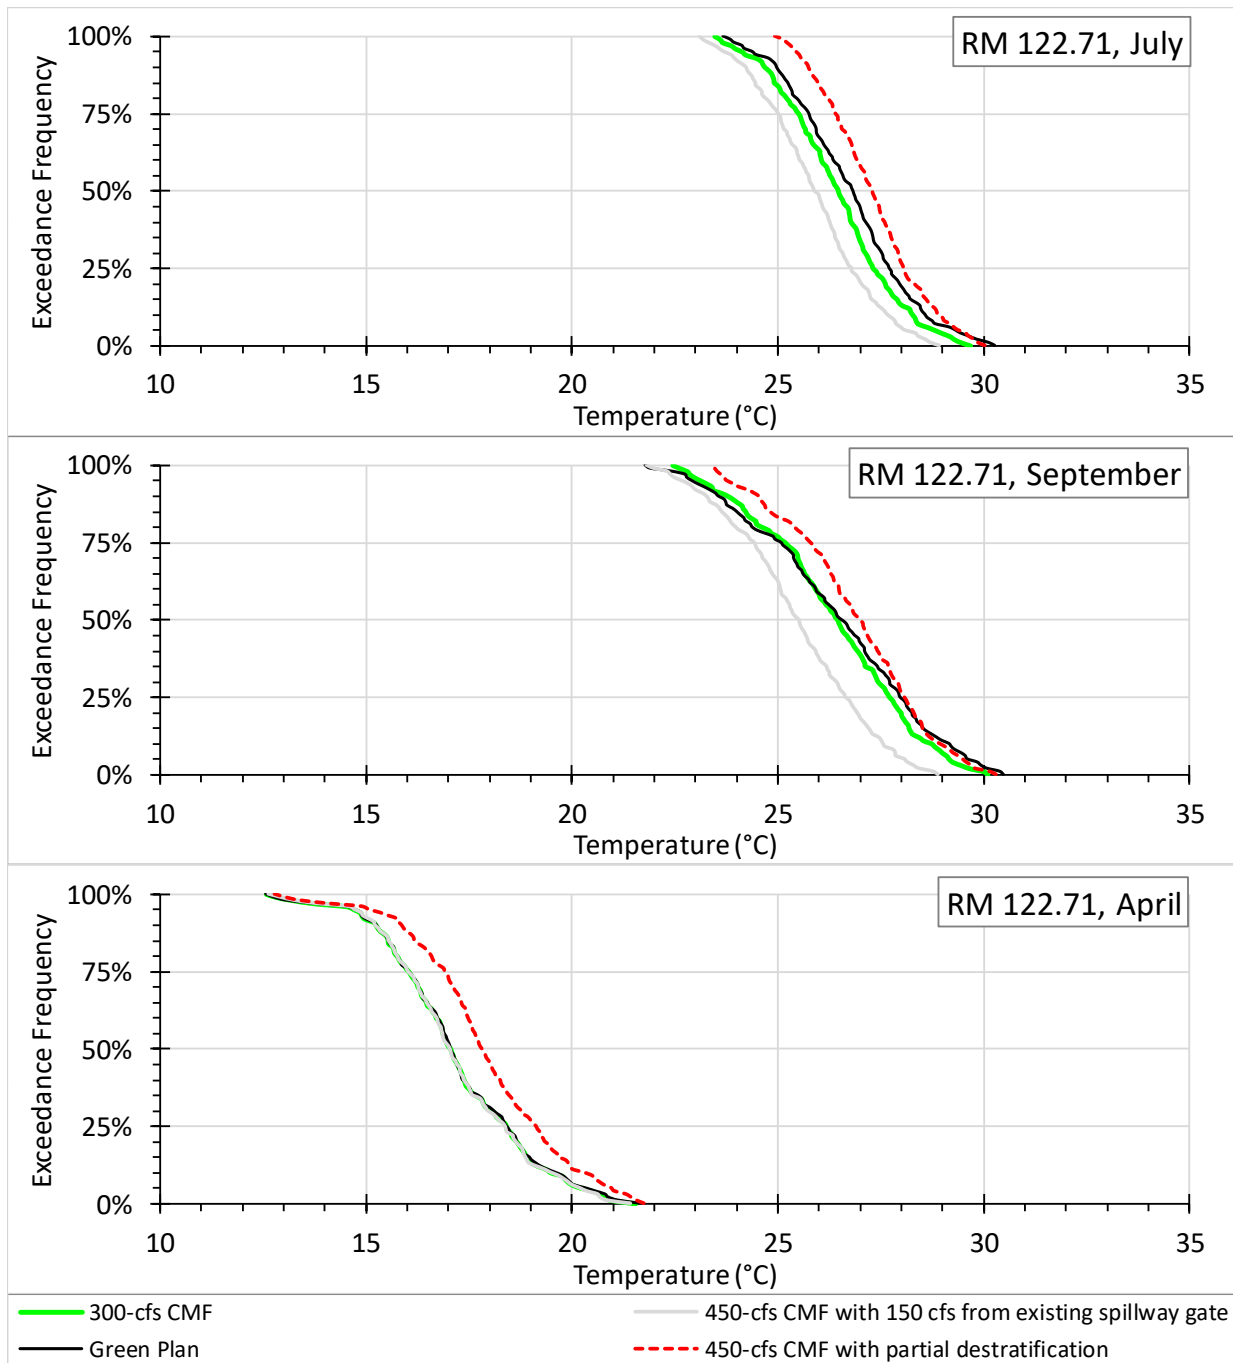 RM 122.71, July
Exceedance Frequency
100%
75%
50%
25%
0%
10 15 20 25 30 35
Temperature (°C)
RM 122.71, September
Exceedance Frequency
100%
75%
50%
25%
0%
10 15 20 25 30 35
Temperature (°C)
RM 122.71, April
Exceedance Frequency
100%
75%
50%
25%
0%
10 15 20 25 30 35
Temperature (°C)
300-cfs CMF
450-cfs CMF with 150 cfs from existing spillway gate
Green Plan
450-cfs CMF with partial destratification